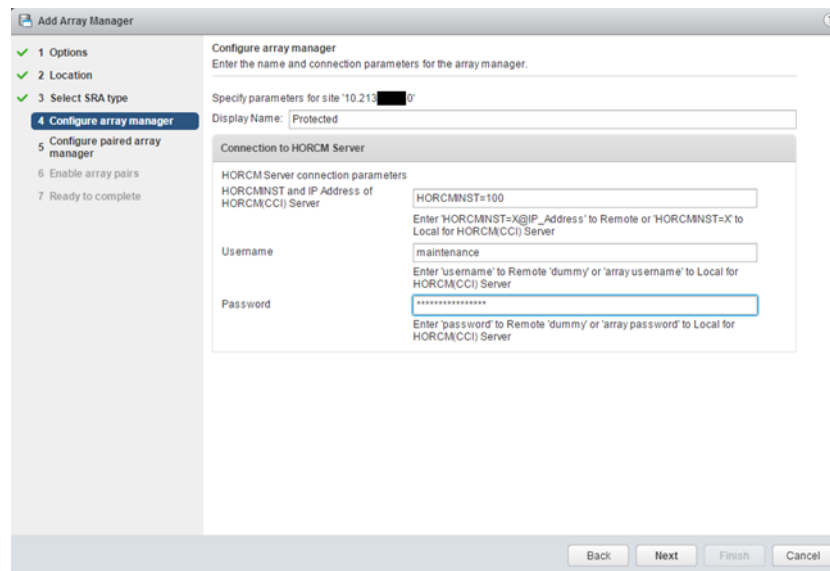 Add Array Manager
1 Options
2 Location
3 Select SRA type
4 Configure array manager
5 Configure paired array
manager
6 Enable array pairs
7 Ready to complete
Configure array manager
Enter the name and connection parameters for the array manager.
Specify parameters for site '10.213 0'
Display Name: Protected
Connection to HORCM Server
HORCM Server connection parameters
HORCMINST and IP Address of
HORCM(CCI) Server
HORCMINST=100
Enter 'HORCMINST=X@IP_Address' to Remote or 'HORCMINST=X' to
Local for HORCM(CCI) Server
Username
maintenance
Enter 'username' to Remote 'dummy' or 'array username' to Local for
HORCM(CCI) Server
Password
****************
Enter 'password' to Remote 'dummy' or 'array password' to Local for
HORCM(CCI) Server
Back
Next
Finish
Cancel